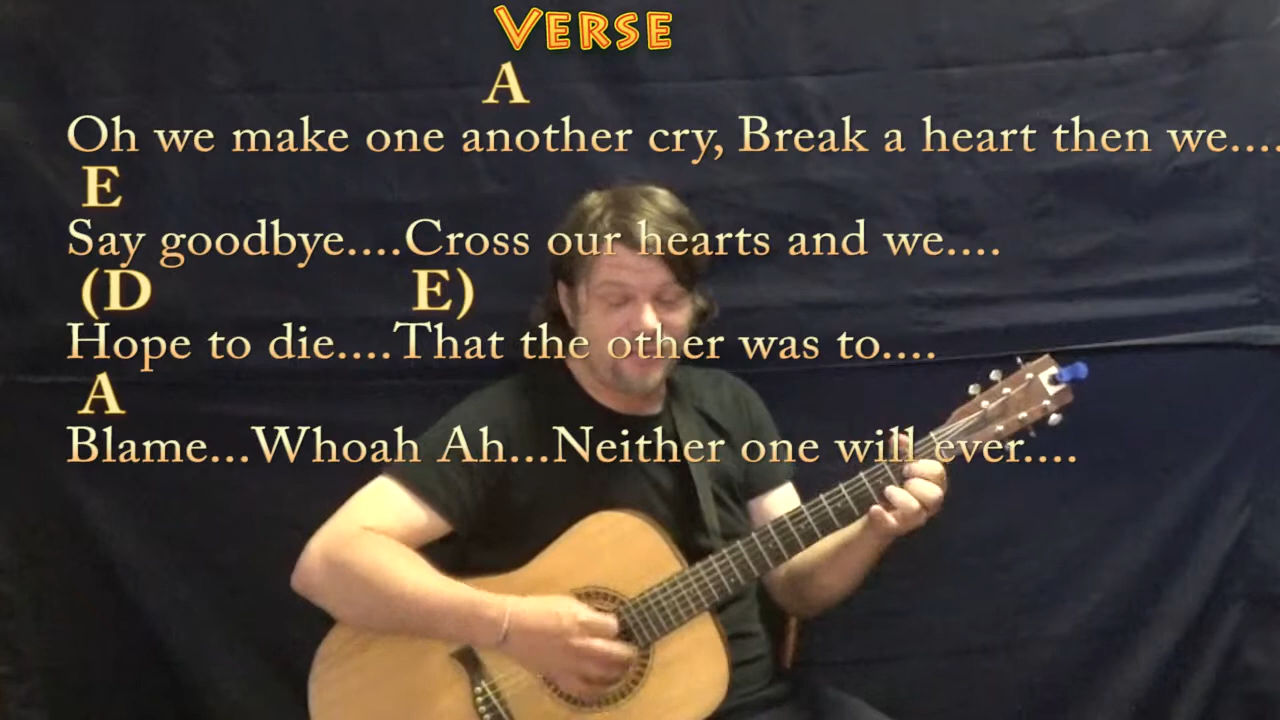 VERSE
A
Oh we make one another cry, Break a heart then we....
E
Say goodbye....Cross our hearts and we....
(D E)
Hope to die....That the other was to....
A
Blame...Whoah Ah...Neither one will ever....